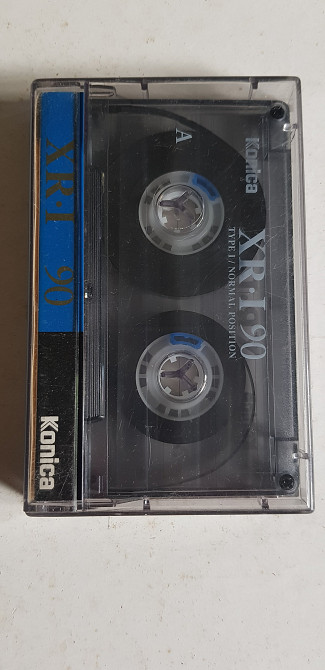 Konica
A
XR·I·90
TYPE I / NORMAL POSITION
XR·I 90
Konica